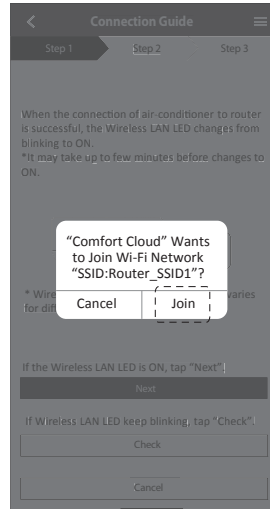 Connection Guide
Step 1 Step 2 Step 3
When the connection of air-conditioner to router
is successful, the Wireless LAN LED changes from
blinking to ON.
*It may take up to few minutes before changes to
ON.
“Comfort Cloud” Wants
to Join Wi-Fi Network
“SSID:Router_SSID1”?
Cancel Join
* Wire varies
for diff
If the Wireless LAN LED is ON, tap “Next”.
Next
If Wireless LAN LED keep blinking, tap “Check”.
Check
Cancel